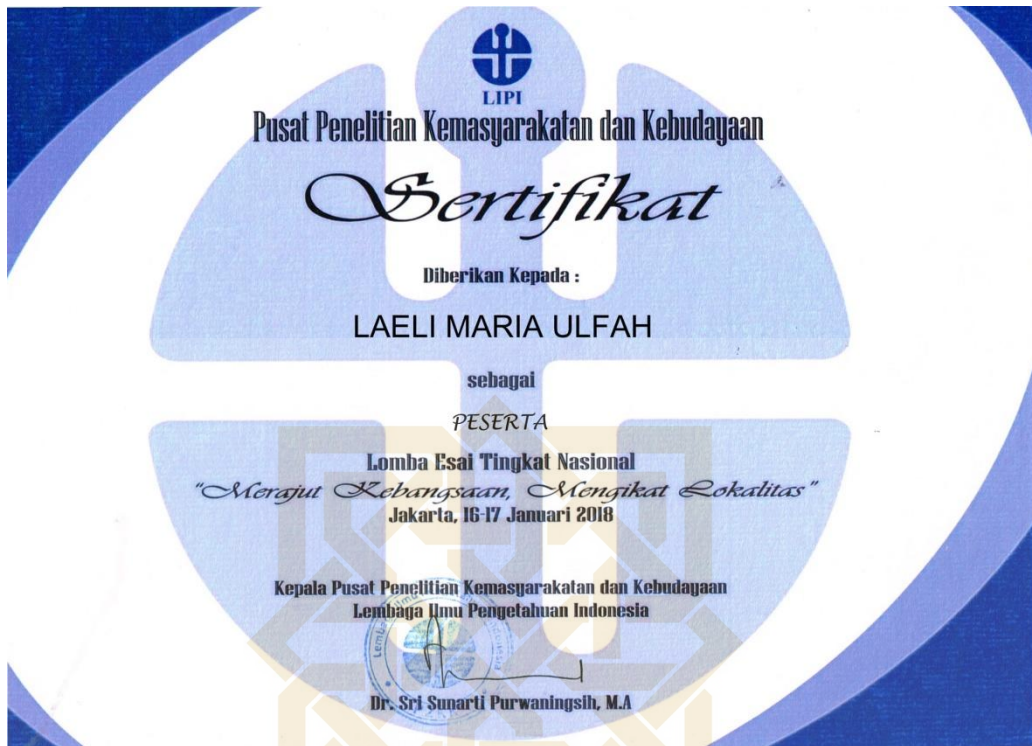 LIPI
Pusat Penelitian Kemasyarakatan dan Kebudayaan
Sertifikat
Diberikan Kepada :
LAELI MARIA ULFAH
sebagai
PESERTA
Lomba Esai Tingkat Nasional
"Merajut Kebangsaan, Mengikat Lokalitas"
Jakarta, 16-17 Januari 2018
Kepala Pusat Penelitian Kemasyarakatan dan Kebudayaan
Lembaga Ilmu Pengetahuan Indonesia
Dr. Sri Sunarti Purwaningsih, M.A